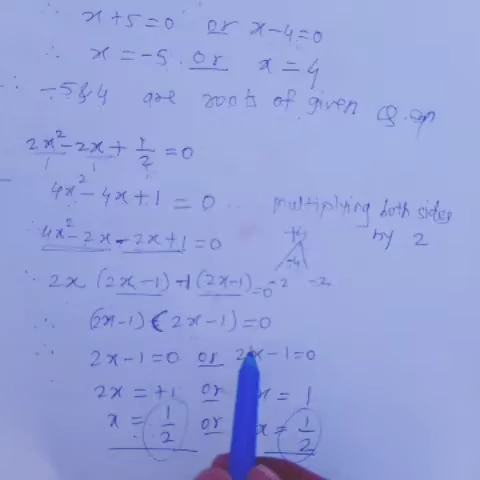 ∴ x + 5 = 0 or x - 4 = 0
∴ x = -5 or x = 4
∴ -5 & 4 are roots of given Q. eqn
2x² - 2x + 1/2 = 0
4x² - 4x + 1 = 0 ... multiplying both sides by 2
4x² - 2x - 2x + 1 = 0
-4
-2 -2
∴ 2x (2x - 1) - 1 (2x - 1) = 0
∴ (2x - 1) (2x - 1) = 0
∴ 2x - 1 = 0 or 2x - 1 = 0
2x = +1 or x = 1
x = 1/2 or x = 1/2